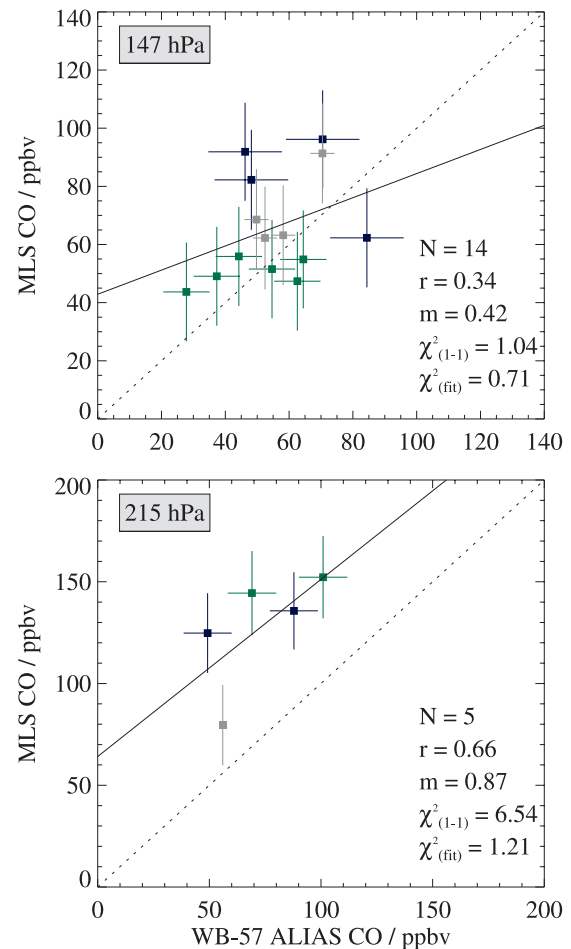 147 hPa
MLS CO / ppbv
140
120
100
80
60
40
20
0
N = 14
r = 0.34
m = 0.42
χ²(1-1) = 1.04
χ²(fit) = 0.71
0 20 40 60 80 100 120 140
215 hPa
MLS CO / ppbv
200
150
100
50
0
N = 5
r = 0.66
m = 0.87
χ²(1-1) = 6.54
χ²(fit) = 1.21
0 50 100 150 200
WB-57 ALIAS CO / ppbv